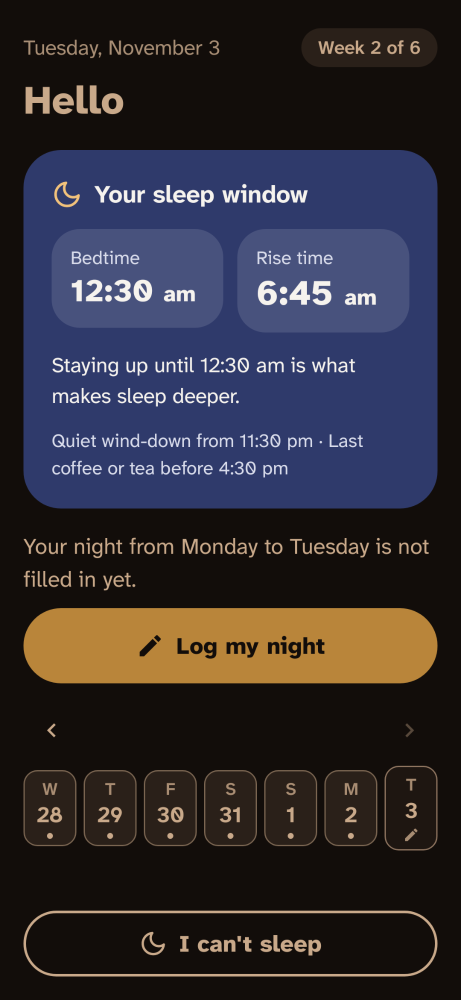 Tuesday, November 3
Week 2 of 6
Hello
Your sleep window
Bedtime
12:30 am
Rise time
6:45 am
Staying up until 12:30 am is what
makes sleep deeper.
Quiet wind-down from 11:30 pm · Last
coffee or tea before 4:30 pm
Your night from Monday to Tuesday is not
filled in yet.
Log my night
W T F S S M T
28 29 30 31 1 2 3
I can't sleep